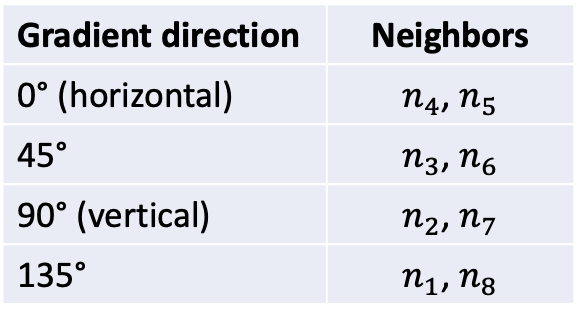 Gradient direction Neighbors
0° (horizontal) n₄, n₅
45° n₃, n₆
90° (vertical) n₂, n₇
135° n₁, n₈